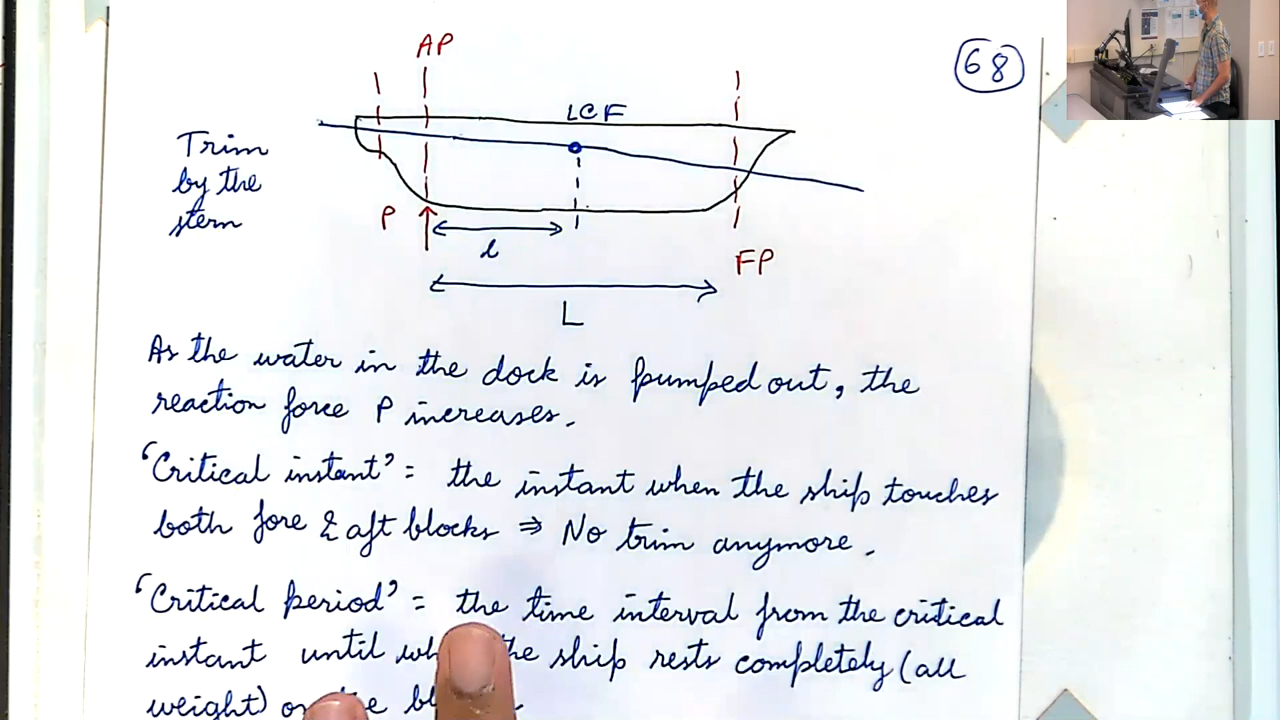 AP
68
LCF
Trim
by the
stern
P
l
FP
L
As the water in the dock is pumped out, the
reaction force P increases.
'Critical instant' = the instant when the ship touches
both fore & aft blocks ⇒ No trim anymore.
'Critical period' = the time interval from the critical
instant until the ship rests completely (all
weight)